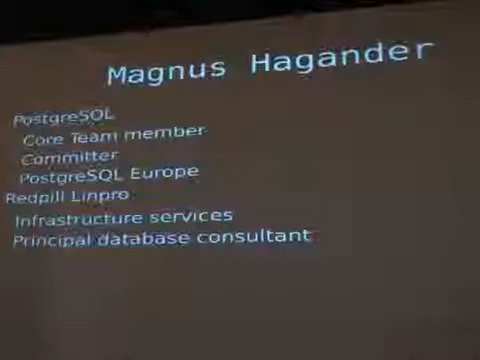 Magnus Hagander
PostgreSQL
Core Team member
Committer
PostgreSQL Europe
Redpill Linpro
Infrastructure services
Principal database consultant